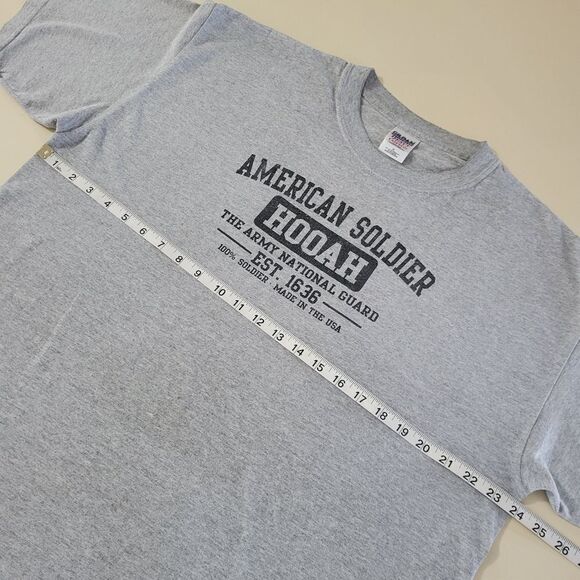 AMERICAN SOLDIER
HOOAH
THE ARMY NATIONAL GUARD
EST. 1636
100% SOLDIER . MADE IN THE USA
1 2 3 4 5 6 7 8 9 10 11 12 13 14 15 16 17 18 19 20 21 22 23 24 25 26